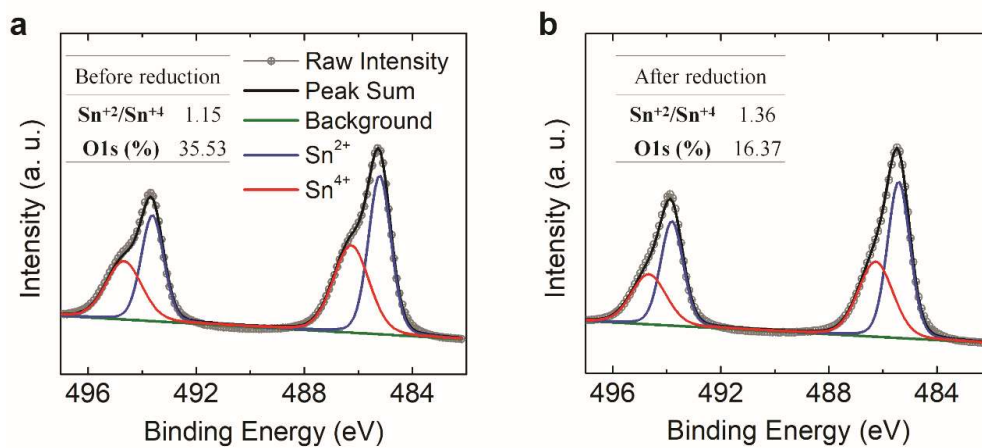 a
Before reduction
Sn⁺²/Sn⁺⁴ 1.15
O1s (%) 35.53
Raw Intensity
Peak Sum
Background
Sn²⁺
Sn⁴⁺
Intensity (a. u.)
496 492 488 484
Binding Energy (eV)
b
After reduction
Sn⁺²/Sn⁺⁴ 1.36
O1s (%) 16.37
Intensity (a. u.)
496 492 488 484
Binding Energy (eV)